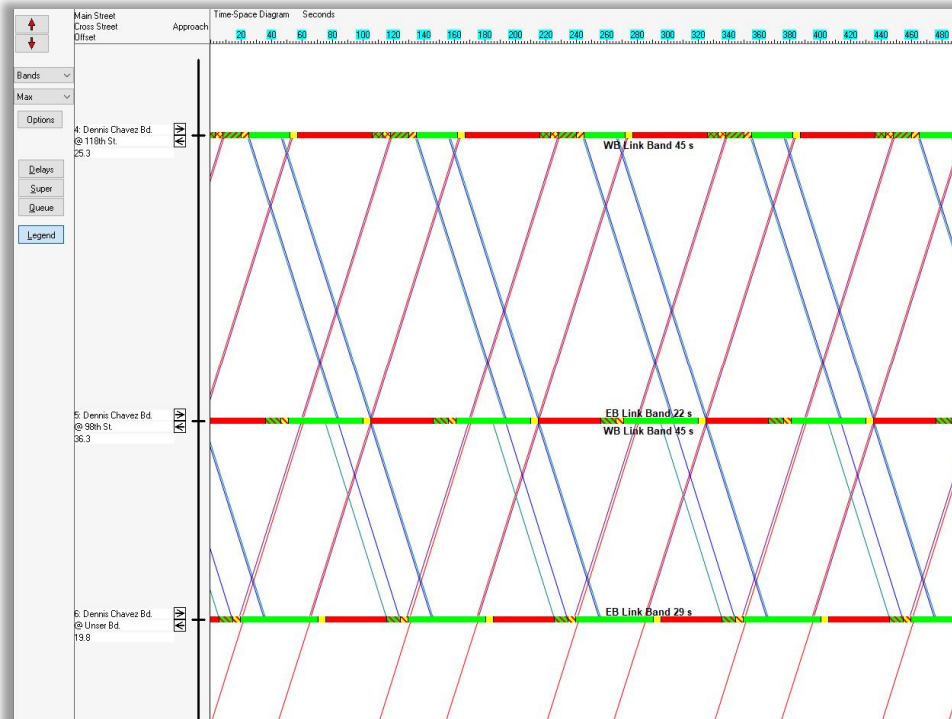 Main Street
Cross Street
Offset
Approach
Time-Space Diagram Seconds
20 40 60 80 100 120 140 160 180 200 220 240 260 280 300 320 340 360 380 400 420 440 460 480
Bands
Max
Options
Delays
Super
Queue
Legend
4: Dennis Chavez Bd.
@ 118th St.
25.3
WB Link Band 45 s
5: Dennis Chavez Bd.
@ 98th St.
36.3
EB Link Band 22 s
WB Link Band 45 s
6: Dennis Chavez Bd.
@ Unser Bd.
19.8
EB Link Band 29 s